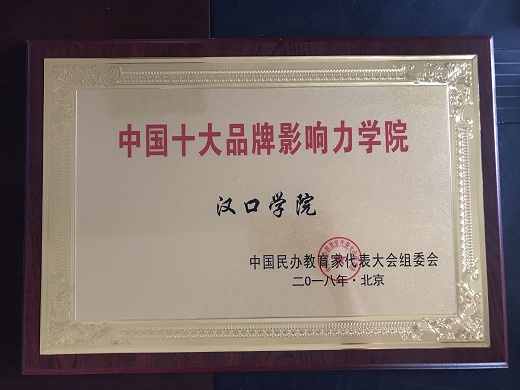 中国十大品牌影响力学院
汉口学院
中国民办教育家代表大会组委会
二〇一八年·北京